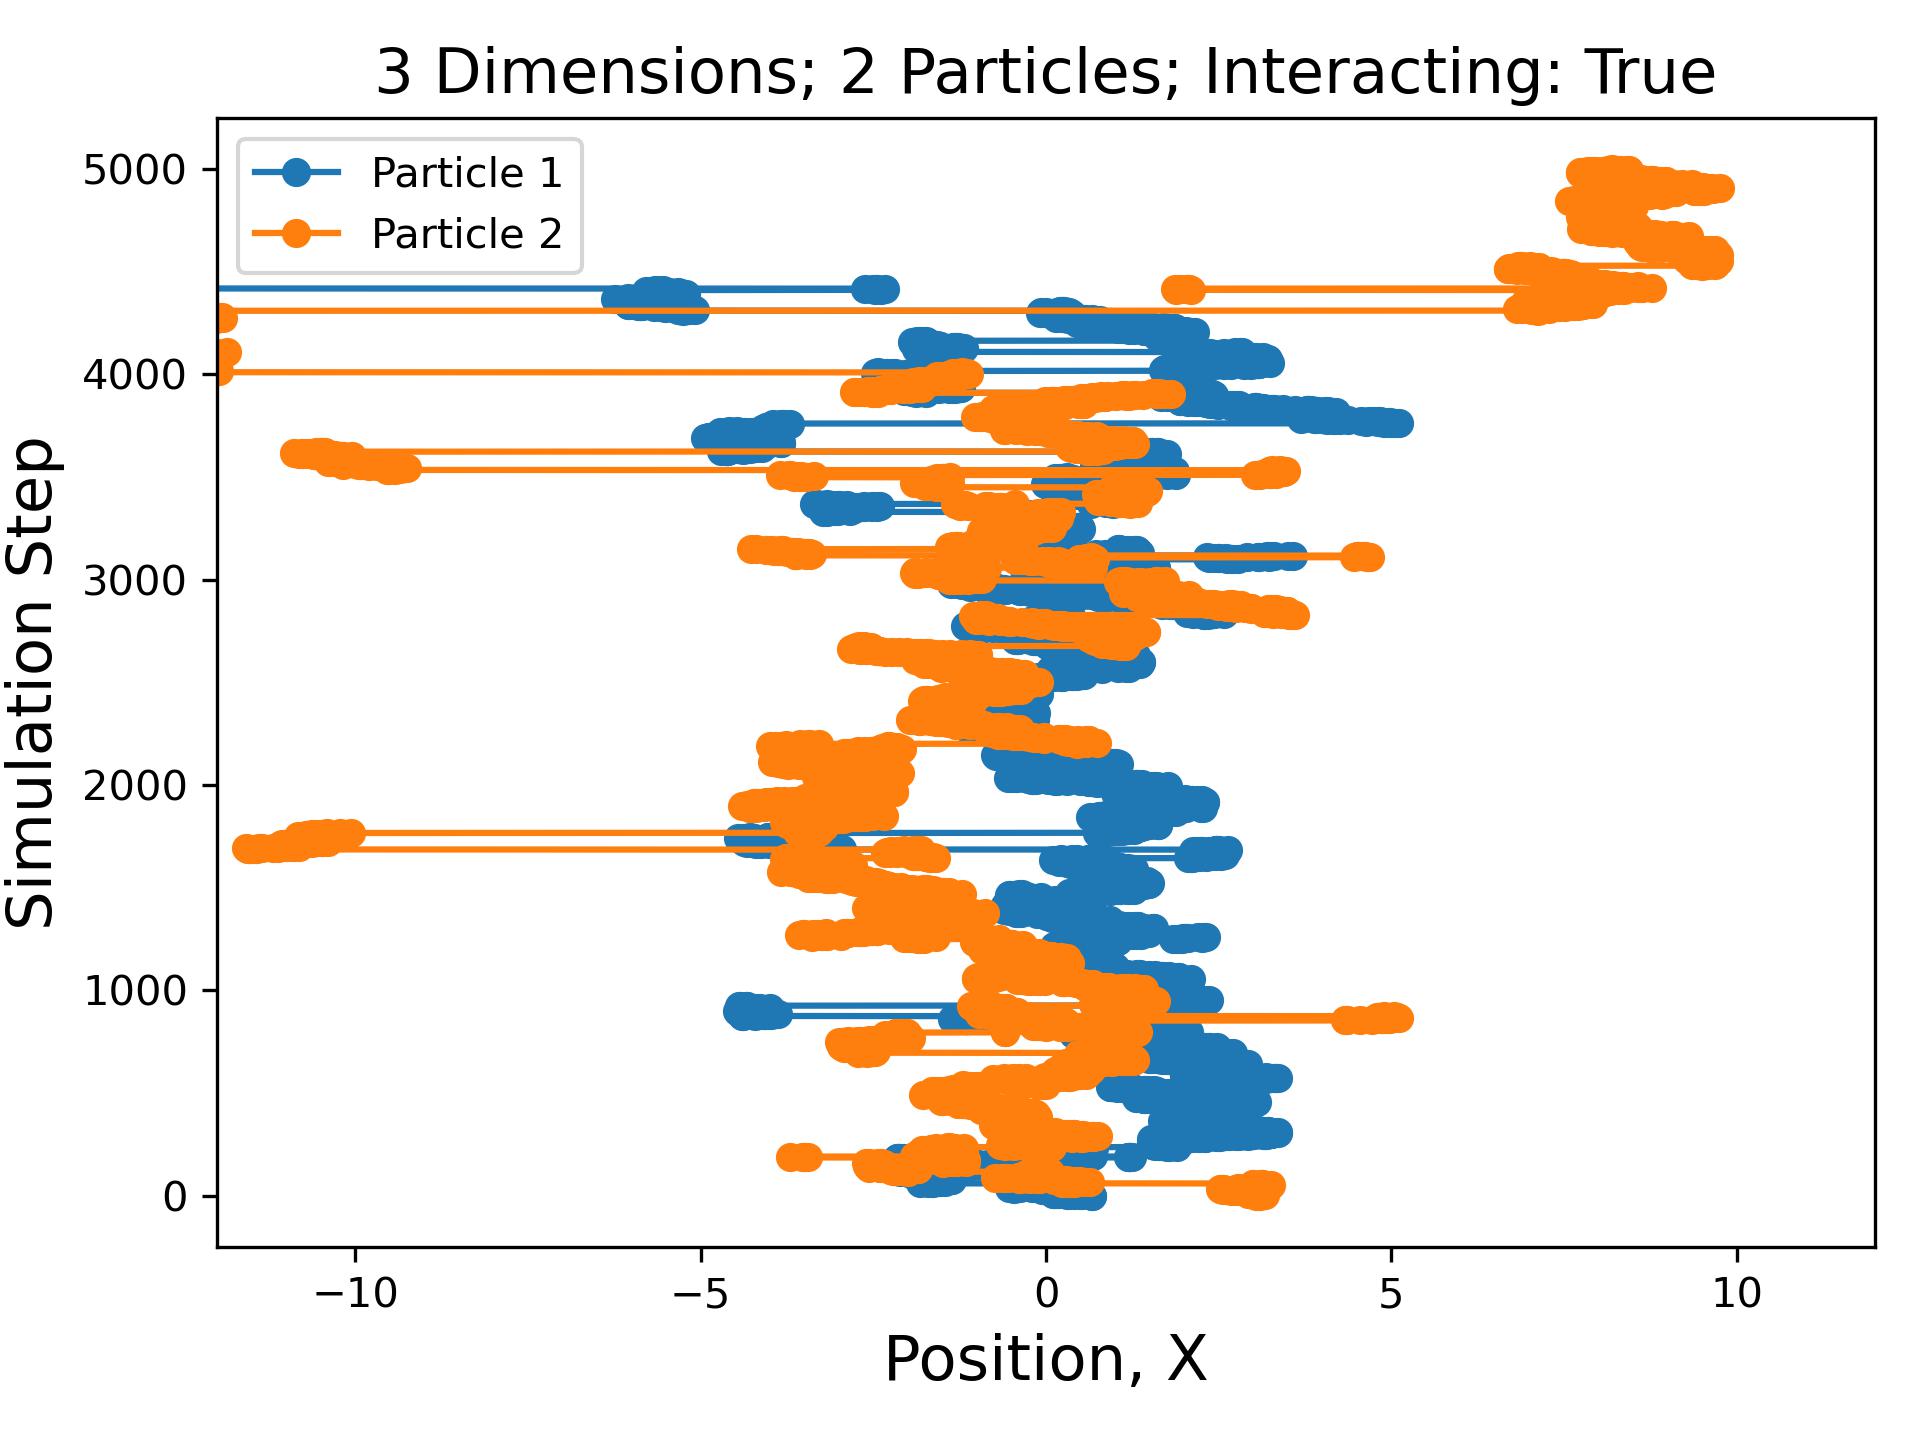 3 Dimensions; 2 Particles; Interacting: True
Particle 1
Particle 2
5000
4000
3000
2000
1000
0
Simulation Step
−10
−5
0
5
10
Position, X